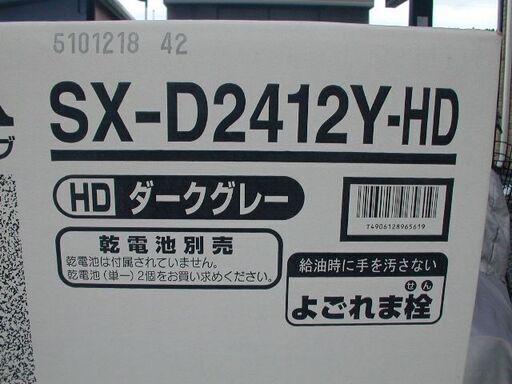 5101218 42
SX-D2412Y-HD
HD ダークグレー
T4906128965619
乾電池別売
乾電池は付属されていません。
乾電池(単一)2個をお買い求めください。
給油時に手を汚さない
せん
よごれま栓